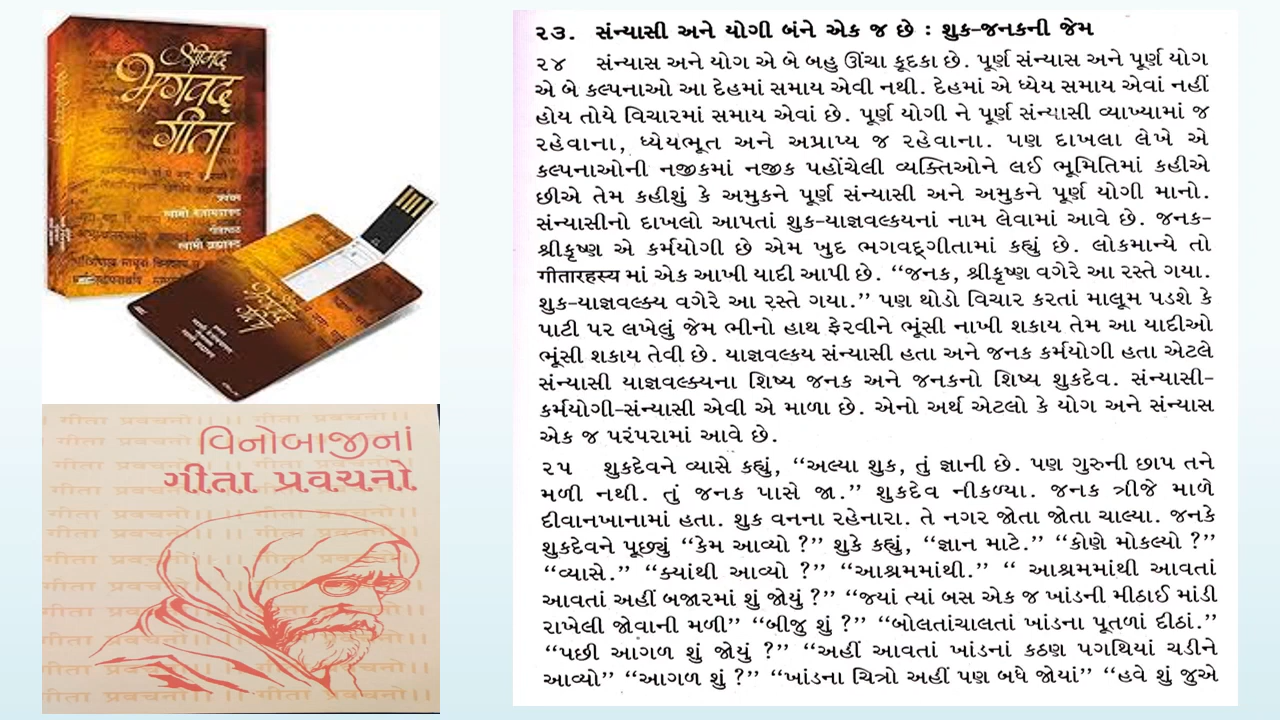 श्रीमद्
भगवद्
गीता
प्रवक्ता
गीतापाठ
વિનોબાજીનાં
ગીતા પ્રવચનો
૨૩. સંન્યાસી અને યોગી બંને એક જ છે : શુક-જનકની જેમ
૨૪ સંન્યાસ અને યોગ એ બે બહુ ઊંચા કૂદકા છે. પૂર્ણ સંન્યાસ અને પૂર્ણ યોગ
એ બે કલ્પનાઓ આ દેહમાં સમાય એવી નથી. દેહમાં એ ધ્યેય સમાય એવાં નહીં
હોય તોયે વિચારમાં સમાય એવાં છે. પૂર્ણ યોગી ને પૂર્ણ સંન્યાસી વ્યાખ્યામાં જ
રહેવાના, ધ્યેયભૂત અને અપ્રાપ્ય જ રહેવાના. પણ દાખલા લેખે એ
કલ્પનાઓની નજીકમાં નજીક પહોંચેલી વ્યક્તિઓને લઈ ભૂમિતિમાં કહીએ
છીએ તેમ કહીશું કે અમુકને પૂર્ણ સંન્યાસી અને અમુકને પૂર્ણ યોગી માનો.
સંન્યાસીનો દાખલો આપતાં શુક-યાજ્ઞવલ્કયનાં નામ લેવામાં આવે છે. જનક-
શ્રીકૃષ્ણ એ કર્મયોગી છે એમ ખુદ ભગવદ્ગીતામાં કહ્યું છે. લોકમાન્યે તો
गीतारहस्य માં એક આખી યાદી આપી છે. “જનક, શ્રીકૃષ્ણ વગેરે આ રસ્તે ગયા.
શુક-યાજ્ઞવલ્ક્ય વગેરે આ રસ્તે ગયા.” પણ થોડો વિચાર કરતાં માલૂમ પડશે કે
પાટી પર લખેલું જેમ ભીનો હાથ ફેરવીને ભૂંસી નાખી શકાય તેમ આ યાદીઓ
ભૂંસી શકાય તેવી છે. યાજ્ઞવલ્કય સંન્યાસી હતા અને જનક કર્મયોગી હતા એટલે
સંન્યાસી યાજ્ઞવલ્ક્યના શિષ્ય જનક અને જનકનો શિષ્ય શુકદેવ. સંન્યાસી-
કર્મયોગી-સંન્યાસી એવી એ માળા છે. એનો અર્થ એટલો કે યોગ અને સંન્યાસ
એક જ પરંપરામાં આવે છે.
૨૫ શુકદેવને વ્યાસે કહ્યું, “અલ્યા શુક, તું જ્ઞાની છે. પણ ગુરુની છાપ તને
મળી નથી. તું જનક પાસે જા.” શુકદેવ નીકળ્યા. જનક ત્રીજે માળે
દીવાનખાનામાં હતા. શુક વનના રહેનારા. તે નગર જોતા જોતા ચાલ્યા. જનકે
શુકદેવને પૂછ્યું “કેમ આવ્યો ?” શુકે કહ્યું, “જ્ઞાન માટે.” “કોણે મોકલ્યો ?”
“વ્યાસે.” “ક્યાંથી આવ્યો ?” “આશ્રમમાંથી.” “ આશ્રમમાંથી આવતાં
આવતાં અહીં બજારમાં શું જોયું ?” “જ્યાં ત્યાં બસ એક જ ખાંડની મીઠાઈ માંડી
રાખેલી જોવાની મળી” “બીજુ શું ?” “બોલતાંચાલતાં ખાંડના પૂતળાં દીઠાં.”
“પછી આગળ શું જોયું ?” “અહીં આવતાં ખાંડનાં કઠણ પગથિયાં ચડીને
આવ્યો” “આગળ શું ?” “ખાંડના ચિત્રો અહીં પણ બધે જોયાં” “હવે શું જુએ